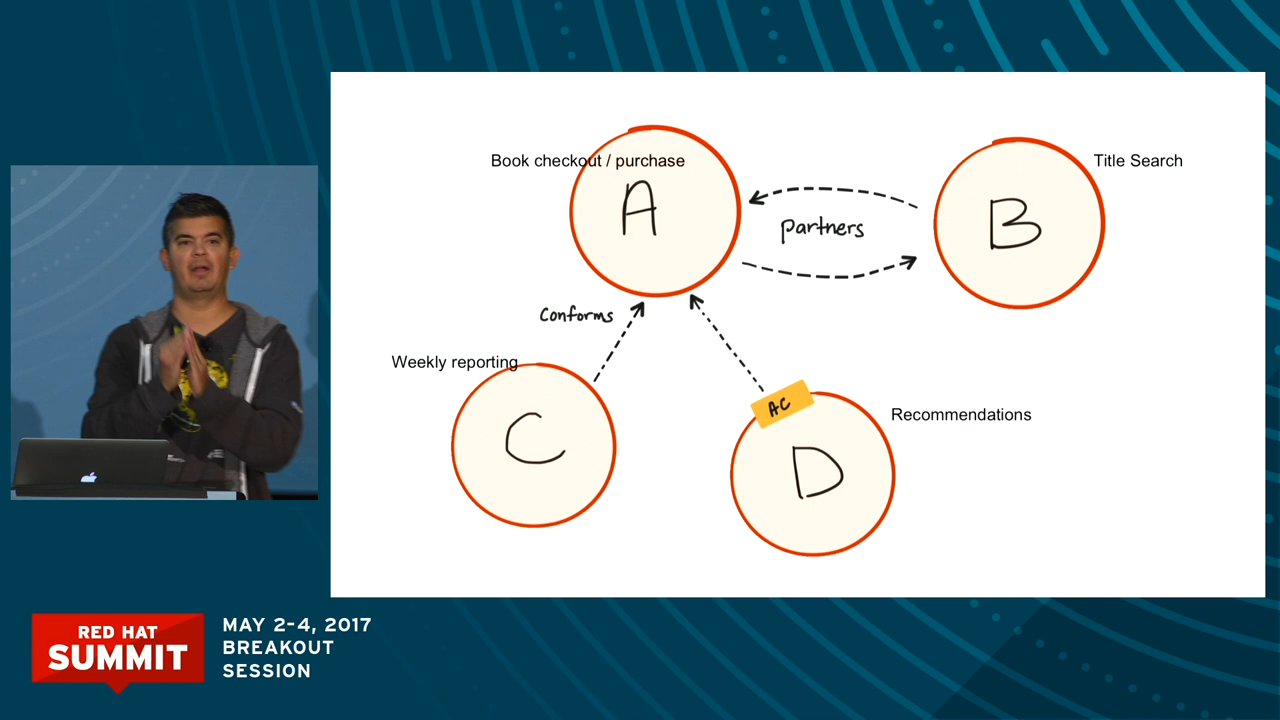 Book checkout / purchase
A
partners
B
Title Search
Conforms
Weekly reporting
C
AC
D
Recommendations
RED HAT
SUMMIT
MAY 2-4, 2017
BREAKOUT
SESSION